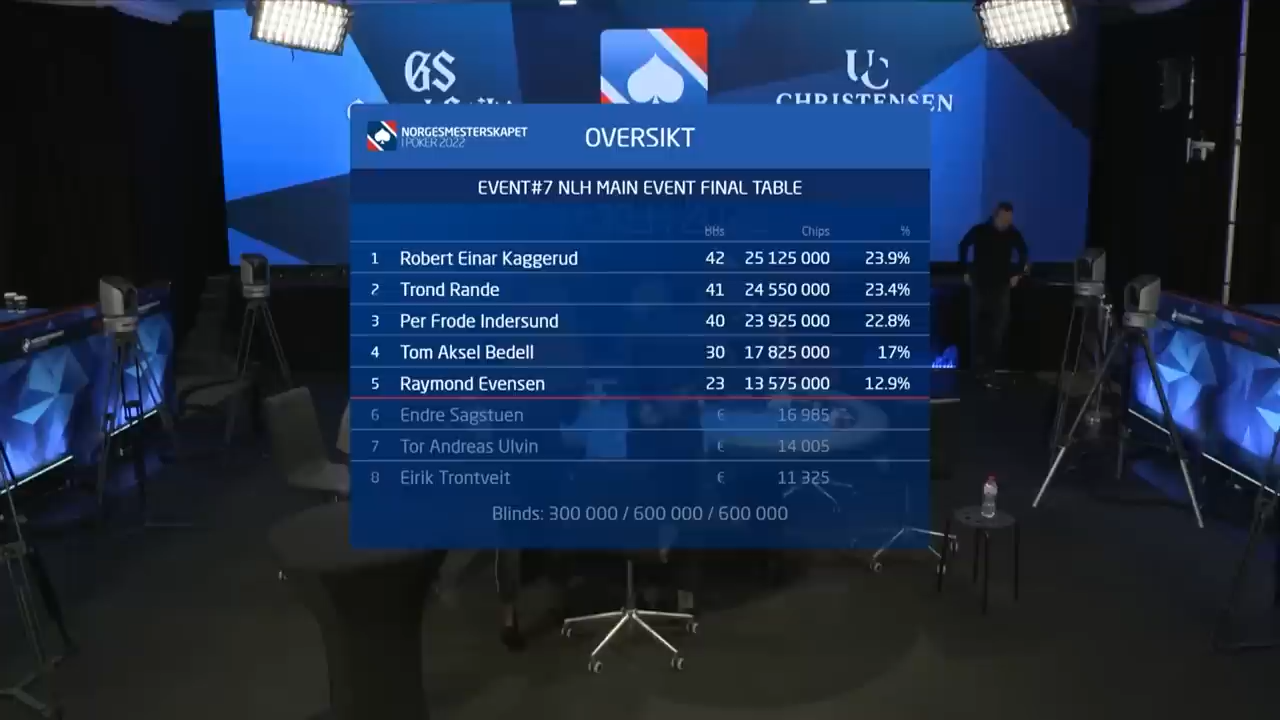 GS
UC
CHRISTENSEN
NORGESMESTERSKAPET
I POKER 2022
OVERSIKT
EVENT#7 NLH MAIN EVENT FINAL TABLE
BBs Chips %
1 Robert Einar Kaggerud 42 25 125 000 23.9%
2 Trond Rande 41 24 550 000 23.4%
3 Per Frode Indersund 40 23 925 000 22.8%
4 Tom Aksel Bedell 30 17 825 000 17%
5 Raymond Evensen 23 13 575 000 12.9%
6 Endre Sagstuen € 16 985
7 Tor Andreas Ulvin € 14 005
8 Eirik Trontveit € 11 325
Blinds: 300 000 / 600 000 / 600 000